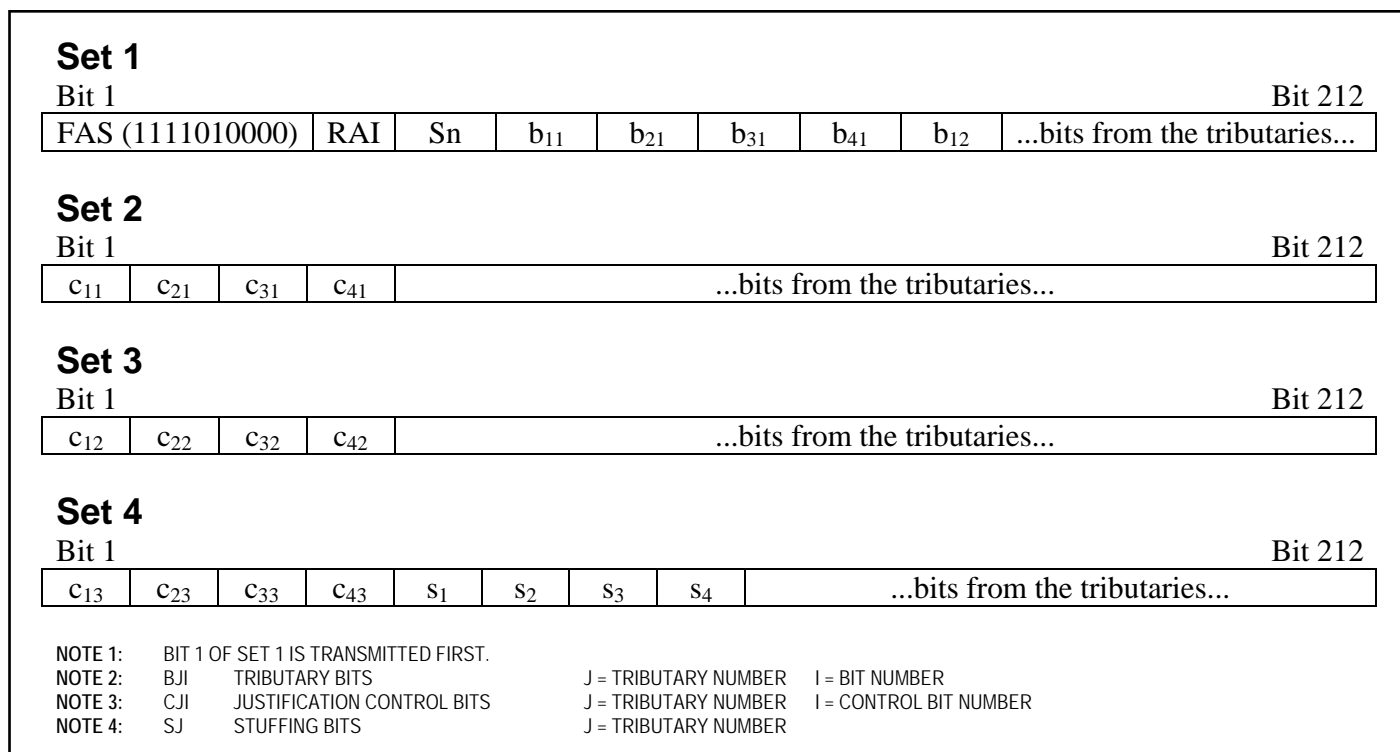 Set 1
Bit 1 Bit 212
FAS (1111010000) RAI Sn b11 b21 b31 b41 b12 ...bits from the tributaries...
Set 2
Bit 1 Bit 212
c11 c21 c31 c41 ...bits from the tributaries...
Set 3
Bit 1 Bit 212
c12 c22 c32 c42 ...bits from the tributaries...
Set 4
Bit 1 Bit 212
c13 c23 c33 c43 s1 s2 s3 s4 ...bits from the tributaries...
NOTE 1: BIT 1 OF SET 1 IS TRANSMITTED FIRST.
NOTE 2: BJI TRIBUTARY BITS J = TRIBUTARY NUMBER I = BIT NUMBER
NOTE 3: CJI JUSTIFICATION CONTROL BITS J = TRIBUTARY NUMBER I = CONTROL BIT NUMBER
NOTE 4: SJ STUFFING BITS J = TRIBUTARY NUMBER